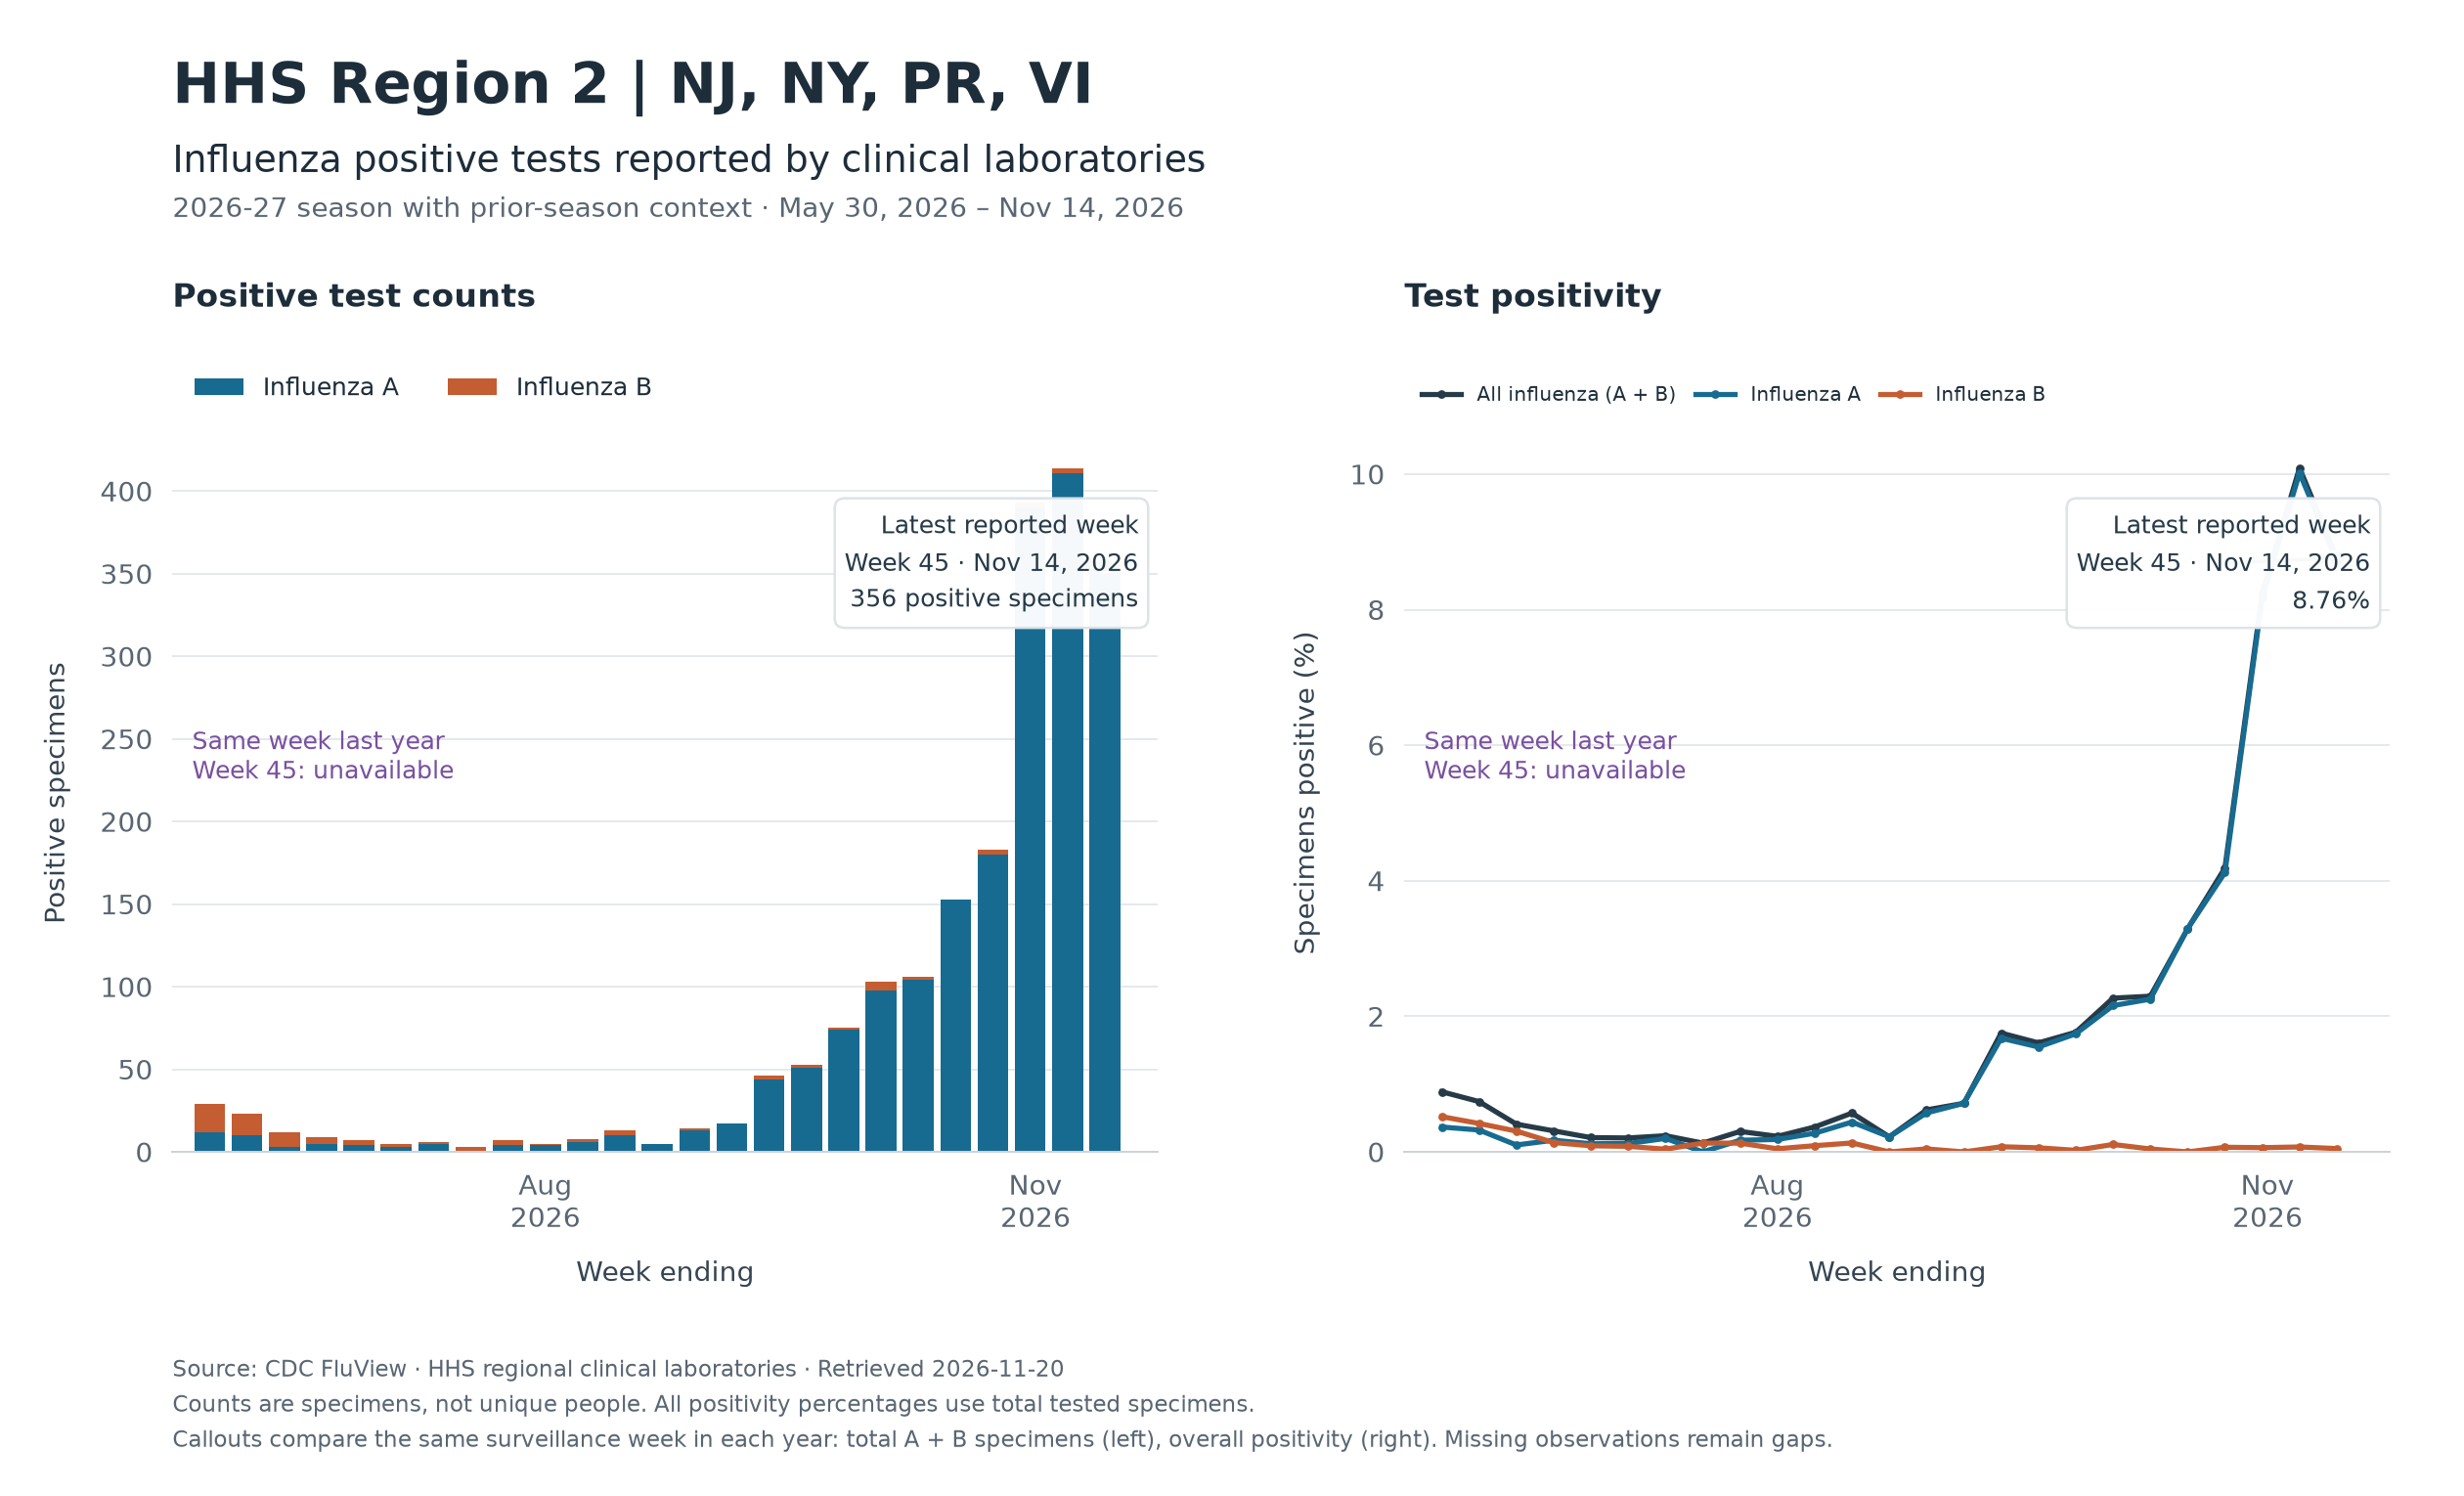 HHS Region 2 | NJ, NY, PR, VI
Influenza positive tests reported by clinical laboratories
2026-27 season with prior-season context · May 30, 2026 – Nov 14, 2026
Positive test counts
Influenza A
Influenza B
400
350
300
250
200
150
100
50
0
Positive specimens
Latest reported week
Week 45 · Nov 14, 2026
356 positive specimens
Same week last year
Week 45: unavailable
Aug
2026
Nov
2026
Week ending
Test positivity
All influenza (A + B)
Influenza A
Influenza B
10
8
6
4
2
0
Specimens positive (%)
Latest reported week
Week 45 · Nov 14, 2026
8.76%
Same week last year
Week 45: unavailable
Aug
2026
Nov
2026
Week ending
Source: CDC FluView · HHS regional clinical laboratories · Retrieved 2026-11-20
Counts are specimens, not unique people. All positivity percentages use total tested specimens.
Callouts compare the same surveillance week in each year: total A + B specimens (left), overall positivity (right). Missing observations remain gaps.